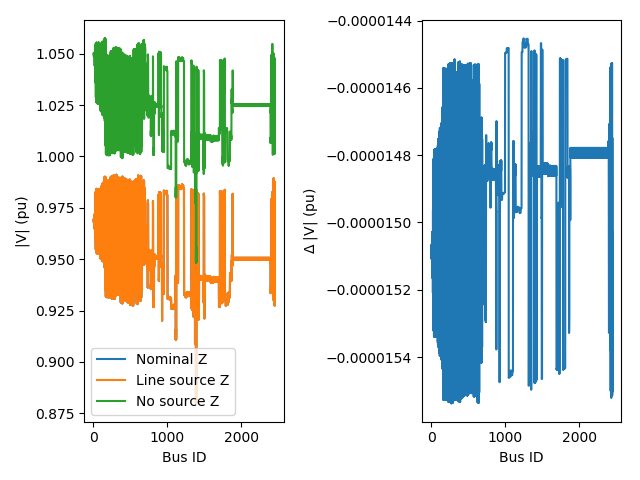 1.050
1.025
1.000
0.975
0.950
0.925
0.900
0.875
|V| (pu)
Nominal Z
Line source Z
No source Z
0
1000
2000
Bus ID
−0.0000144
−0.0000146
−0.0000148
−0.0000150
−0.0000152
−0.0000154
Δ |V| (pu)
0
1000
2000
Bus ID